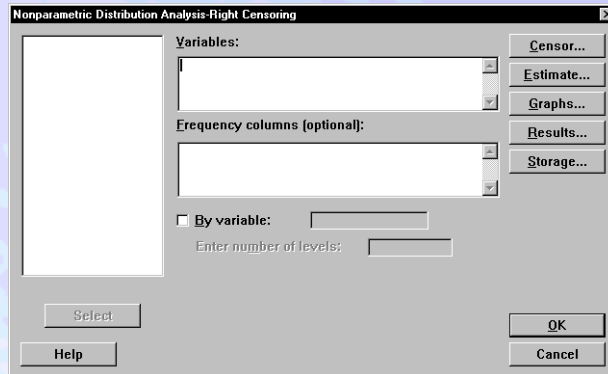 Nonparametric Distribution Analysis-Right Censoring
Variables:
Censor...
Estimate...
Graphs...
Frequency columns (optional):
Results...
Storage...
By variable:
Enter number of levels:
Select
OK
Help
Cancel